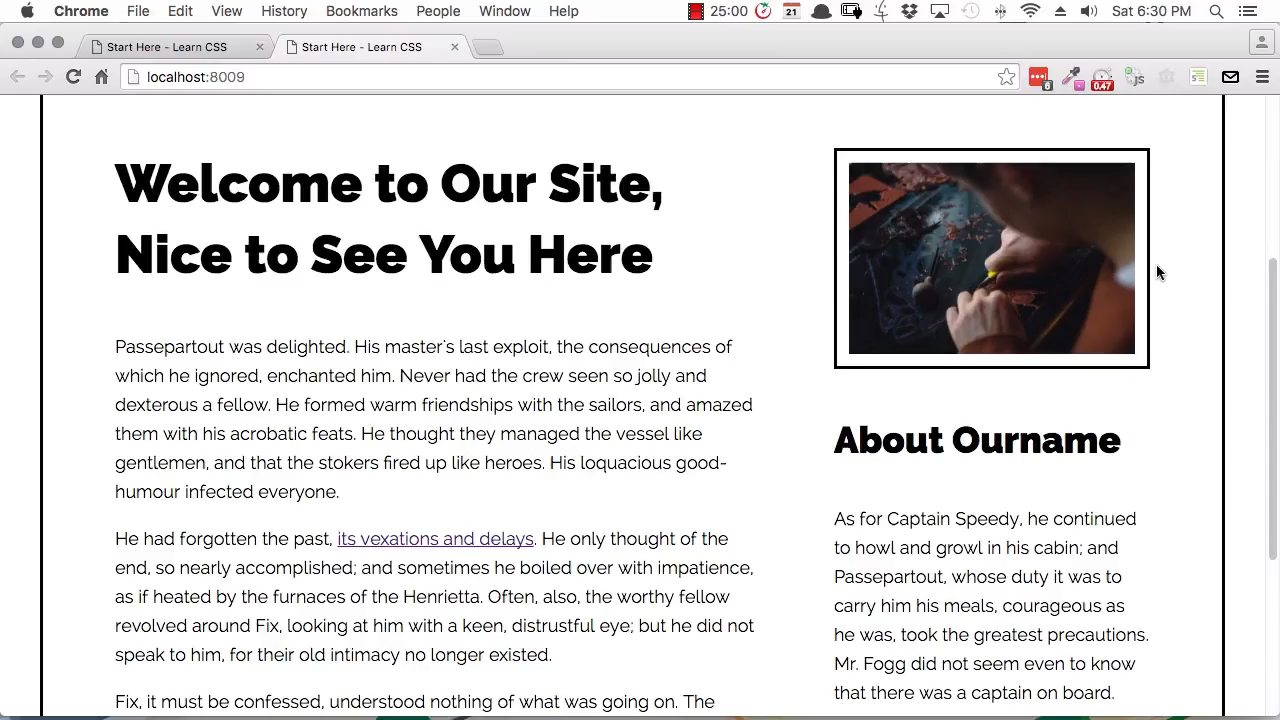 Chrome File Edit View History Bookmarks People Window Help 25:00 21 Sat 6:30 PM
Start Here - Learn CSS
Start Here - Learn CSS
localhost:8009
6
0.47
JS
Welcome to Our Site,
Nice to See You Here
Passepartout was delighted. His master's last exploit, the consequences of
which he ignored, enchanted him. Never had the crew seen so jolly and
dexterous a fellow. He formed warm friendships with the sailors, and amazed
them with his acrobatic feats. He thought they managed the vessel like
gentlemen, and that the stokers fired up like heroes. His loquacious good-
humour infected everyone.
He had forgotten the past, its vexations and delays. He only thought of the
end, so nearly accomplished; and sometimes he boiled over with impatience,
as if heated by the furnaces of the Henrietta. Often, also, the worthy fellow
revolved around Fix, looking at him with a keen, distrustful eye; but he did not
speak to him, for their old intimacy no longer existed.
Fix, it must be confessed, understood nothing of what was going on. The
About Ourname
As for Captain Speedy, he continued
to howl and growl in his cabin; and
Passepartout, whose duty it was to
carry him his meals, courageous as
he was, took the greatest precautions.
Mr. Fogg did not seem even to know
that there was a captain on board.